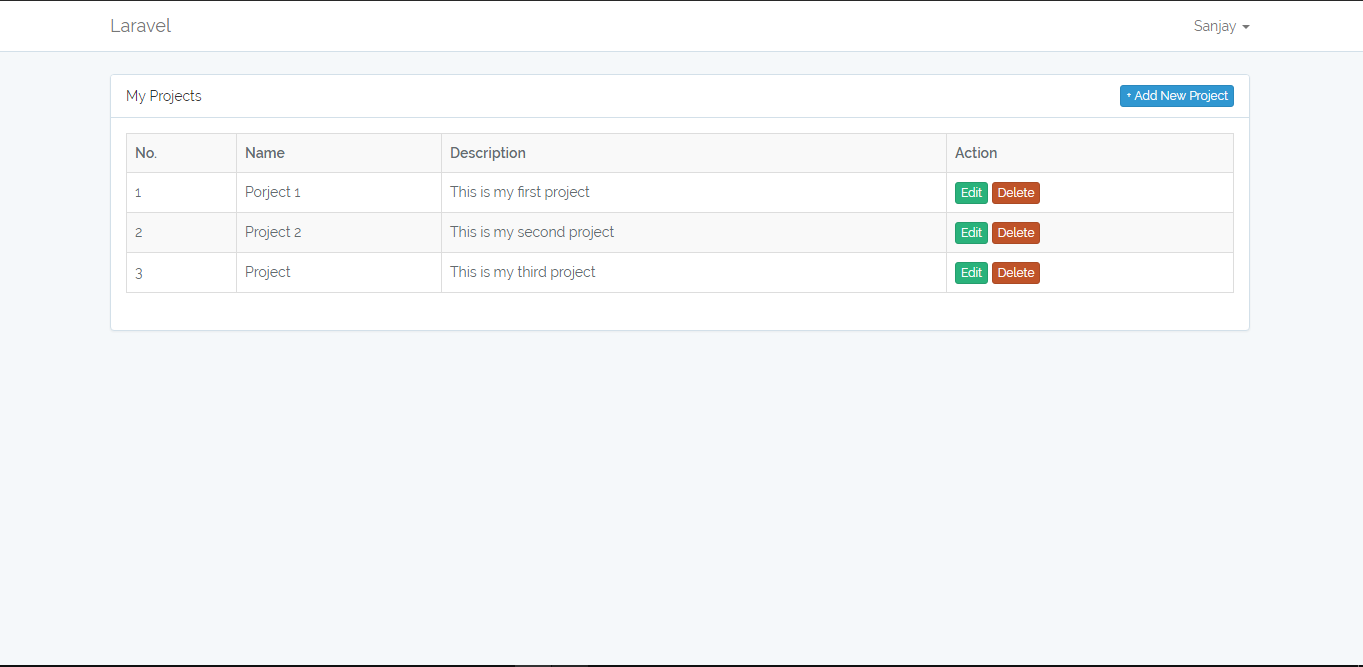 Laravel Sanjay
My Projects + Add New Project
No. Name Description Action
1 Porject 1 This is my first project Edit Delete
2 Project 2 This is my second project Edit Delete
3 Project This is my third project Edit Delete